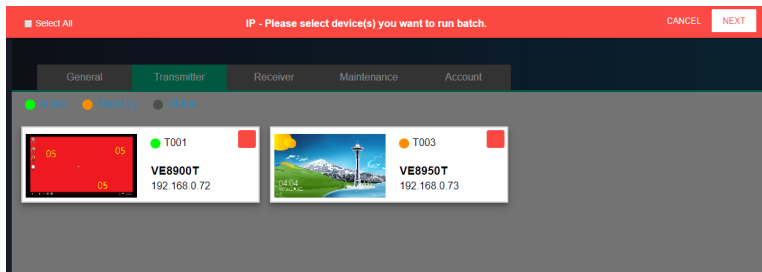 Select All
IP - Please select device(s) you want to run batch.
CANCEL
NEXT
General
Transmitter
Receiver
Maintenance
Account
05
05
05
T001
VE8900T
192.168.0.72
04:04
T003
VE8950T
192.168.0.73